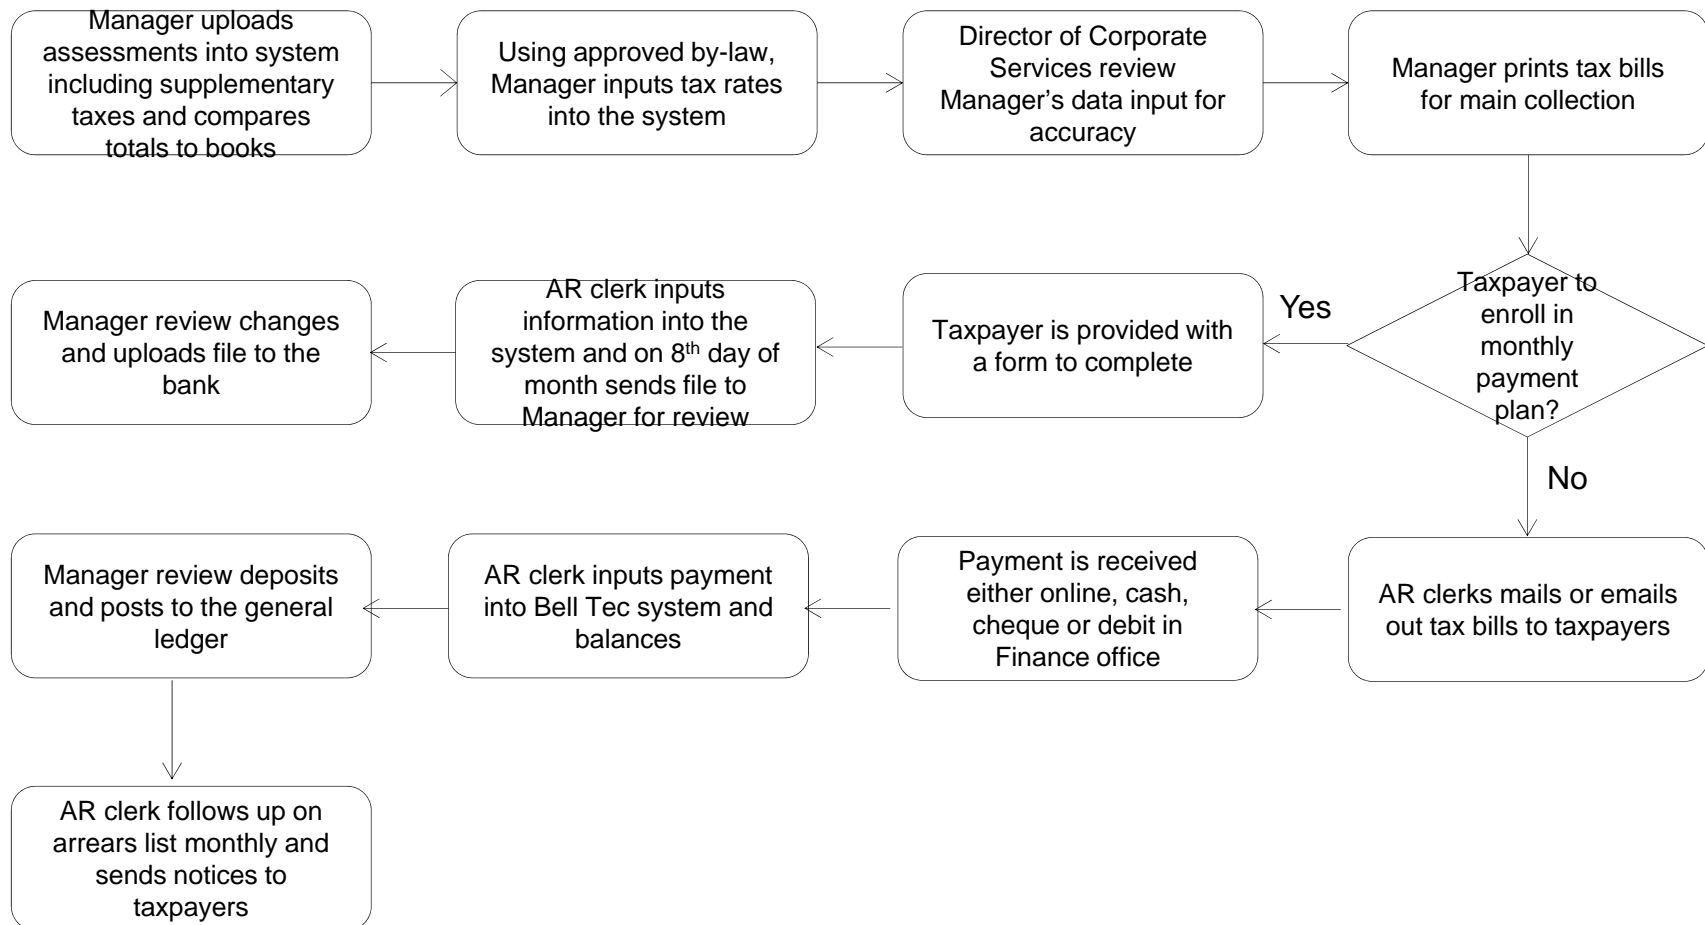 Manager uploads
assessments into system
including supplementary
taxes and compares
totals to books
Using approved by-law,
Manager inputs tax rates
into the system
Director of Corporate
Services review
Manager’s data input for
accuracy
Manager prints tax bills
for main collection
Taxpayer to
enroll in
monthly
payment
plan?
Yes
Taxpayer is provided with
a form to complete
AR clerk inputs
information into the
system and on 8th day of
month sends file to
Manager for review
Manager review changes
and uploads file to the
bank
No
AR clerks mails or emails
out tax bills to taxpayers
Payment is received
either online, cash,
cheque or debit in
Finance office
AR clerk inputs payment
into Bell Tec system and
balances
Manager review deposits
and posts to the general
ledger
AR clerk follows up on
arrears list monthly and
sends notices to
taxpayers